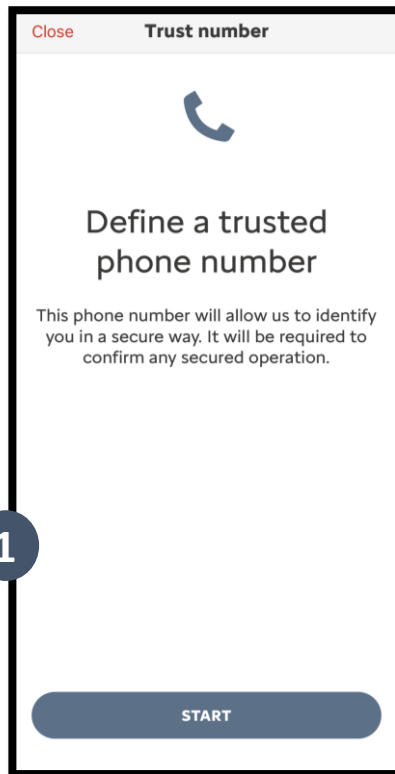 Close Trust number
Define a trusted
phone number
This phone number will allow us to identify
you in a secure way. It will be required to
confirm any secured operation.
1
START